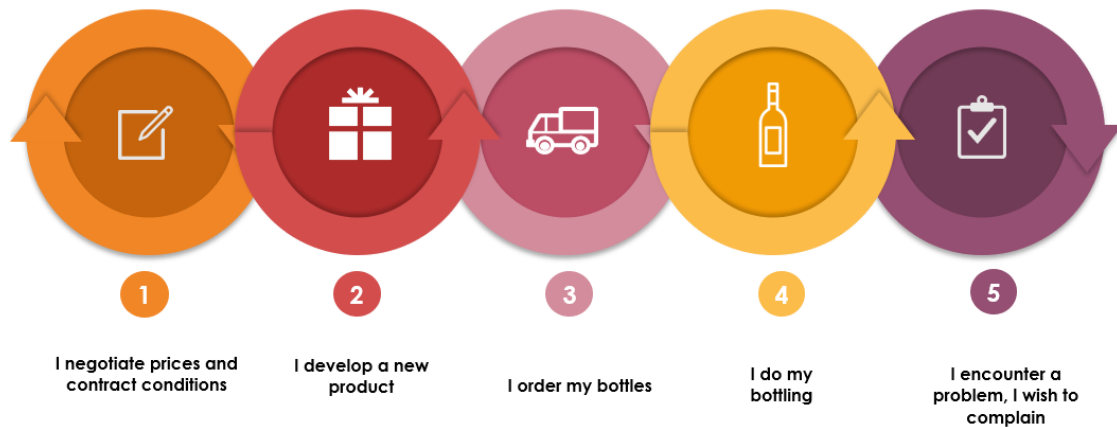 1
I negotiate prices and
contract conditions
2
I develop a new
product
3
I order my bottles
4
I do my
bottling
5
I encounter a
problem, I wish to
complain